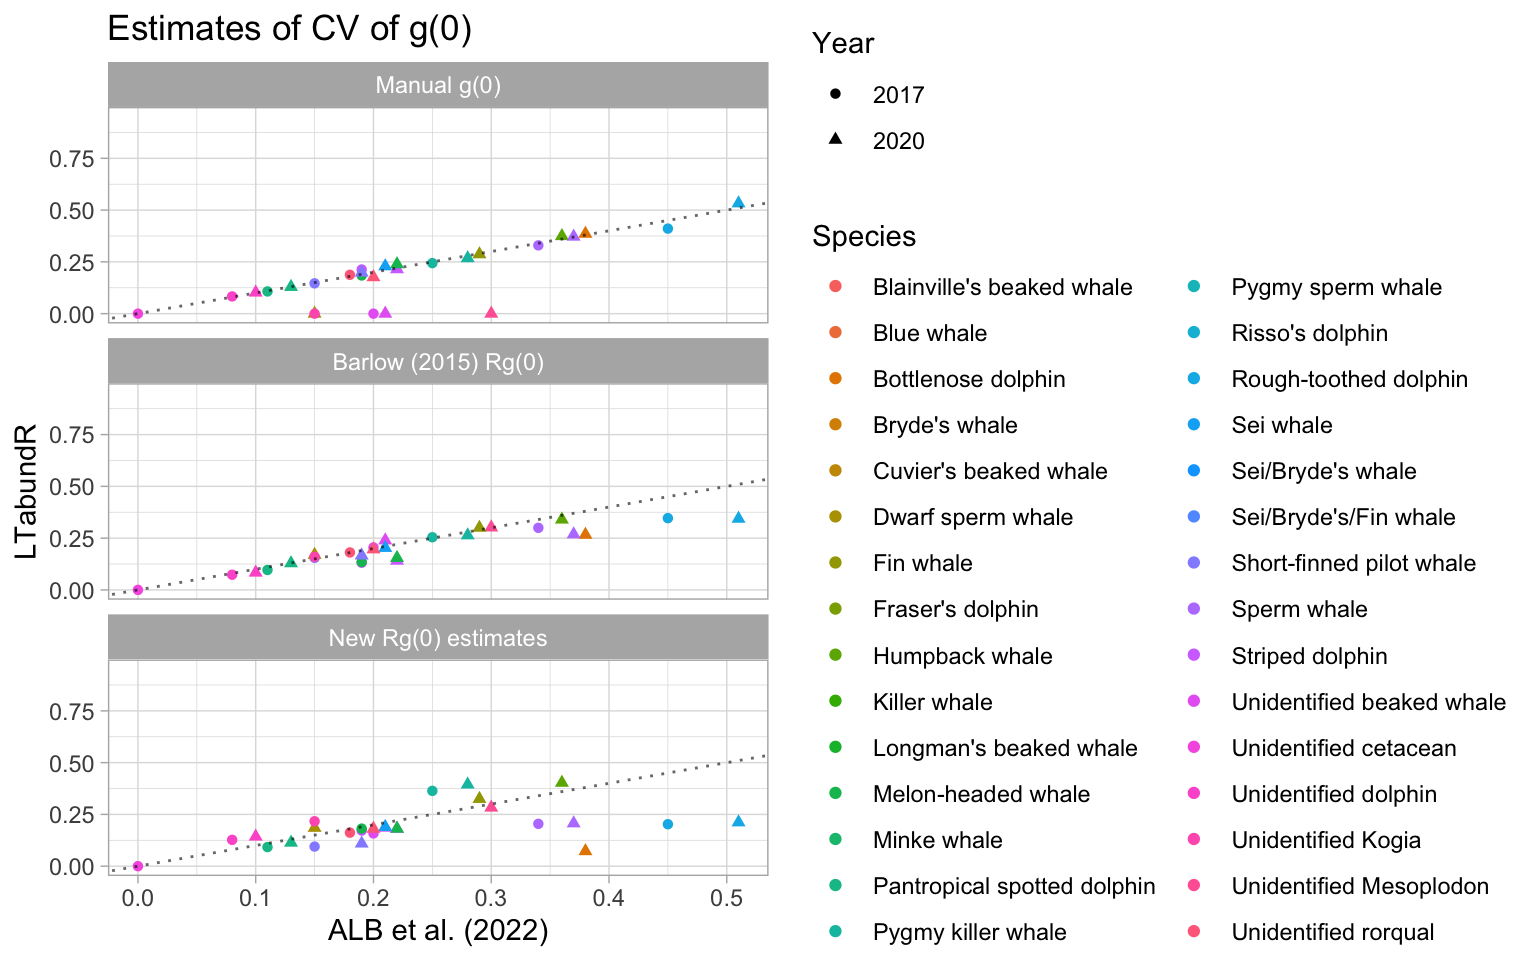 Estimates of CV of g(0)
Manual g(0)
0.75
0.50
0.25
0.00
Barlow (2015) Rg(0)
0.75
0.50
0.25
0.00
New Rg(0) estimates
0.75
0.50
0.25
0.00
0.0 0.1 0.2 0.3 0.4 0.5
ALB et al. (2022)
LTabundR
Year
2017
2020
Species
Blainville's beaked whale
Blue whale
Bottlenose dolphin
Bryde's whale
Cuvier's beaked whale
Dwarf sperm whale
Fin whale
Fraser's dolphin
Humpback whale
Killer whale
Longman's beaked whale
Melon-headed whale
Minke whale
Pantropical spotted dolphin
Pygmy killer whale
Pygmy sperm whale
Risso's dolphin
Rough-toothed dolphin
Sei whale
Sei/Bryde's whale
Sei/Bryde's/Fin whale
Short-finned pilot whale
Sperm whale
Striped dolphin
Unidentified beaked whale
Unidentified cetacean
Unidentified dolphin
Unidentified Kogia
Unidentified Mesoplodon
Unidentified rorqual